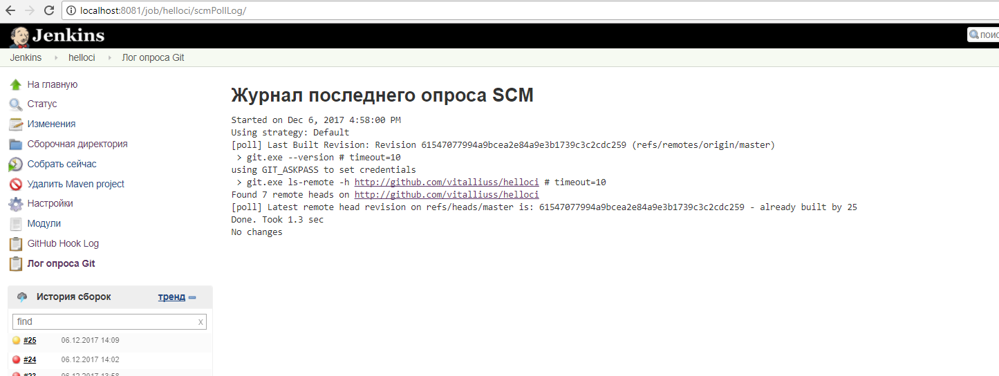 localhost:8081/job/helloci/scmPollLog/
Jenkins
поис
Jenkins helloci Лог опроса Git
На главную
Статус
Изменения
Сборочная директория
Собрать сейчас
Удалить Maven project
Настройки
Модули
GitHub Hook Log
Лог опроса Git
История сборок тренд
find x
#25 06.12.2017 14:09
#24 06.12.2017 14:02
#23 06.12.2017 13:58
Журнал последнего опроса SCM
Started on Dec 6, 2017 4:58:00 PM
Using strategy: Default
[poll] Last Built Revision: Revision 61547077994a9bcea2e84a9e3b1739c3c2cdc259 (refs/remotes/origin/master)
> git.exe --version # timeout=10
using GIT_ASKPASS to set credentials
> git.exe ls-remote -h http://github.com/vitalliuss/helloci # timeout=10
Found 7 remote heads on http://github.com/vitalliuss/helloci
[poll] Latest remote head revision on refs/heads/master is: 61547077994a9bcea2e84a9e3b1739c3c2cdc259 - already built by 25
Done. Took 1.3 sec
No changes